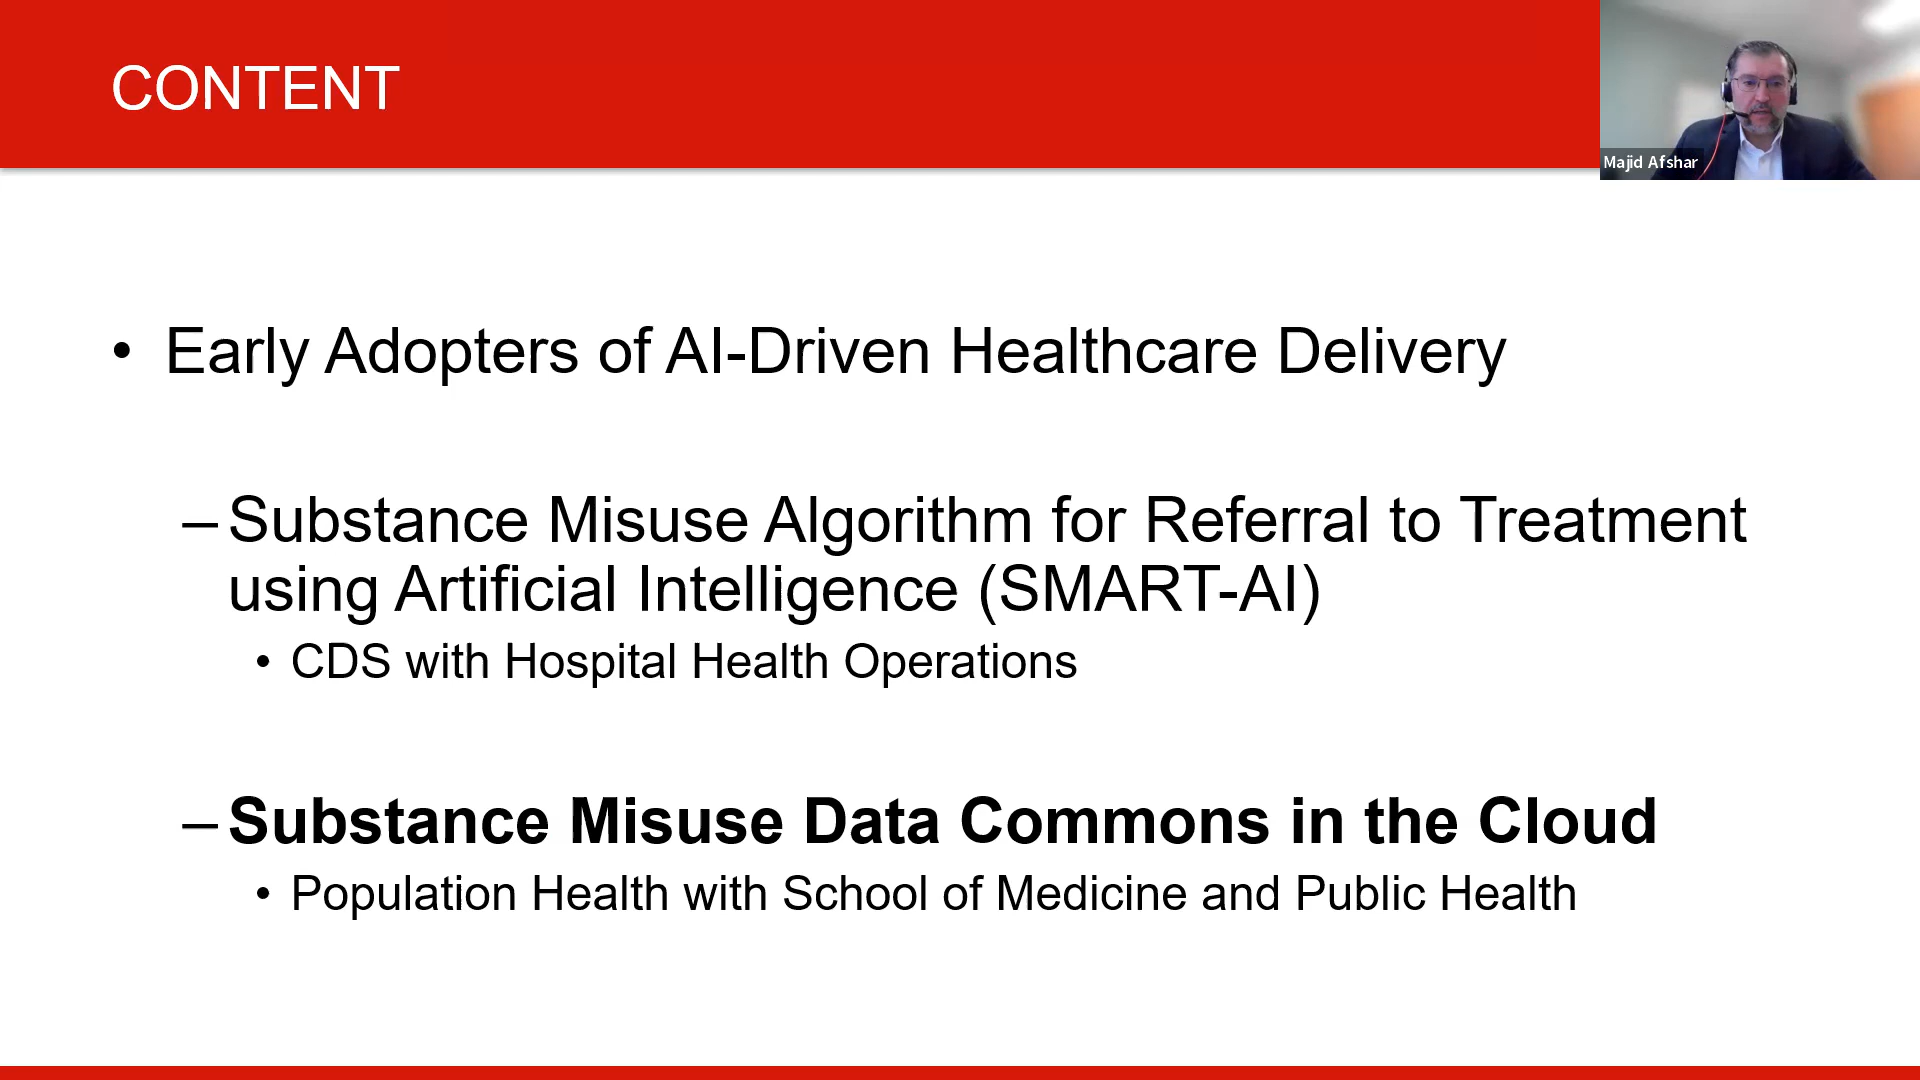 CONTENT
Majid Afshar
• Early Adopters of AI-Driven Healthcare Delivery
– Substance Misuse Algorithm for Referral to Treatment
using Artificial Intelligence (SMART-AI)
• CDS with Hospital Health Operations
– Substance Misuse Data Commons in the Cloud
• Population Health with School of Medicine and Public Health